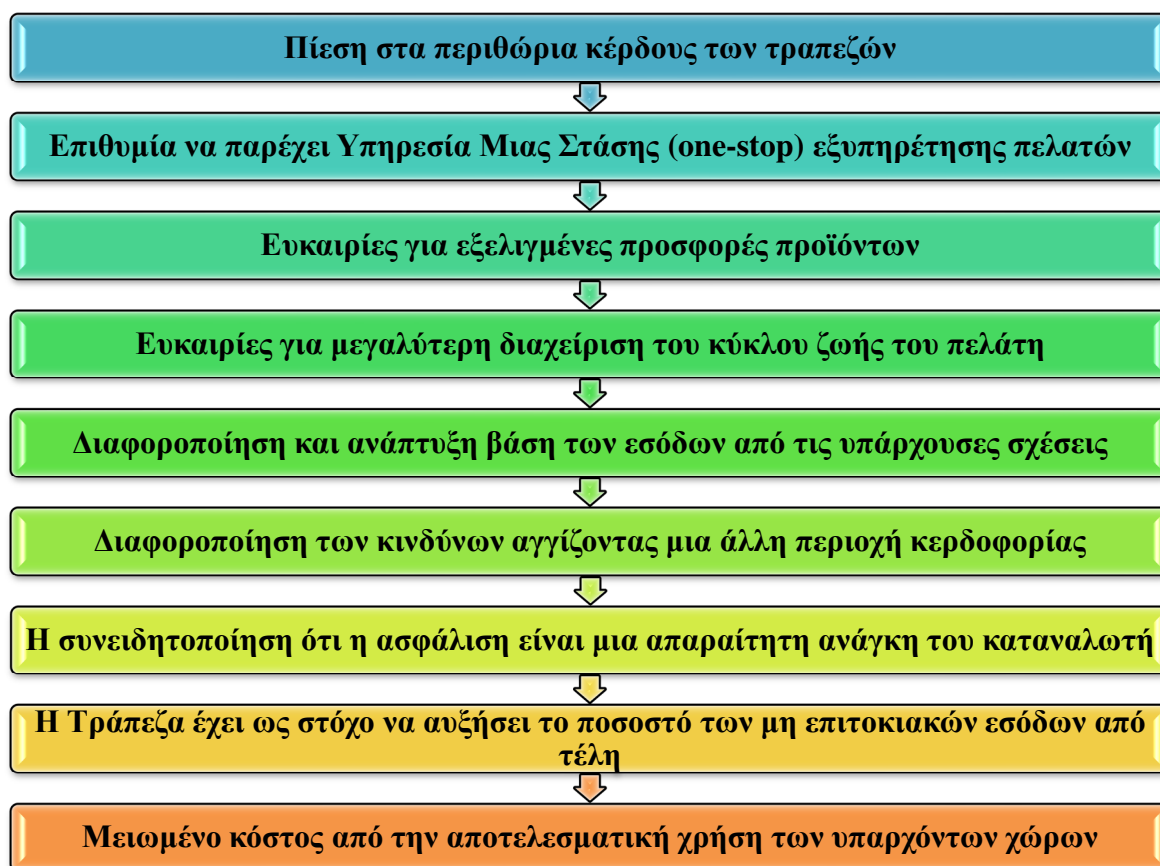 Πίεση στα περιθώρια κέρδους των τραπεζών
Επιθυμία να παρέχει Υπηρεσία Μιας Στάσης (one-stop) εξυπηρέτησης πελατών
Ευκαιρίες για εξελιγμένες προσφορές προϊόντων
Ευκαιρίες για μεγαλύτερη διαχείριση του κύκλου ζωής του πελάτη
Διαφοροποίηση και ανάπτυξη βάση των εσόδων από τις υπάρχουσες σχέσεις
Διαφοροποίηση των κινδύνων αγγίζοντας μια άλλη περιοχή κερδοφορίας
Η συνειδητοποίηση ότι η ασφάλιση είναι μια απαραίτητη ανάγκη του καταναλωτή
Η Τράπεζα έχει ως στόχο να αυξήσει το ποσοστό των μη επιτοκιακών εσόδων από
τέλη
Μειωμένο κόστος από την αποτελεσματική χρήση των υπαρχόντων χώρων